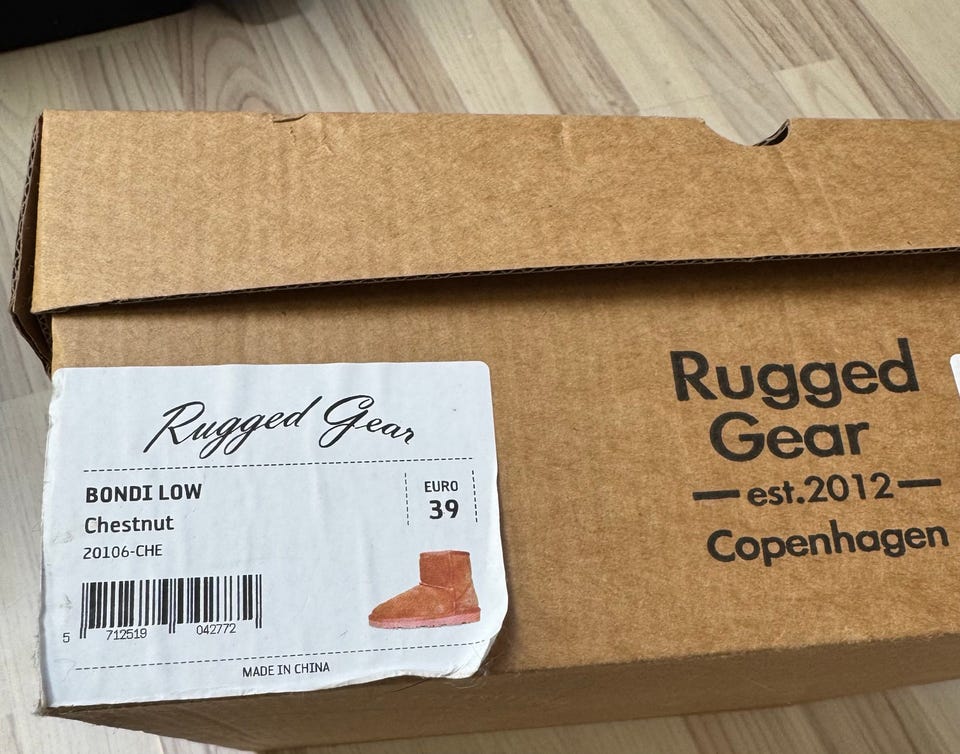 Rugged Gear
BONDI LOW
Chestnut
20106-CHE
EURO
39
5 712519 042772
MADE IN CHINA
Rugged
Gear
est.2012
Copenhagen